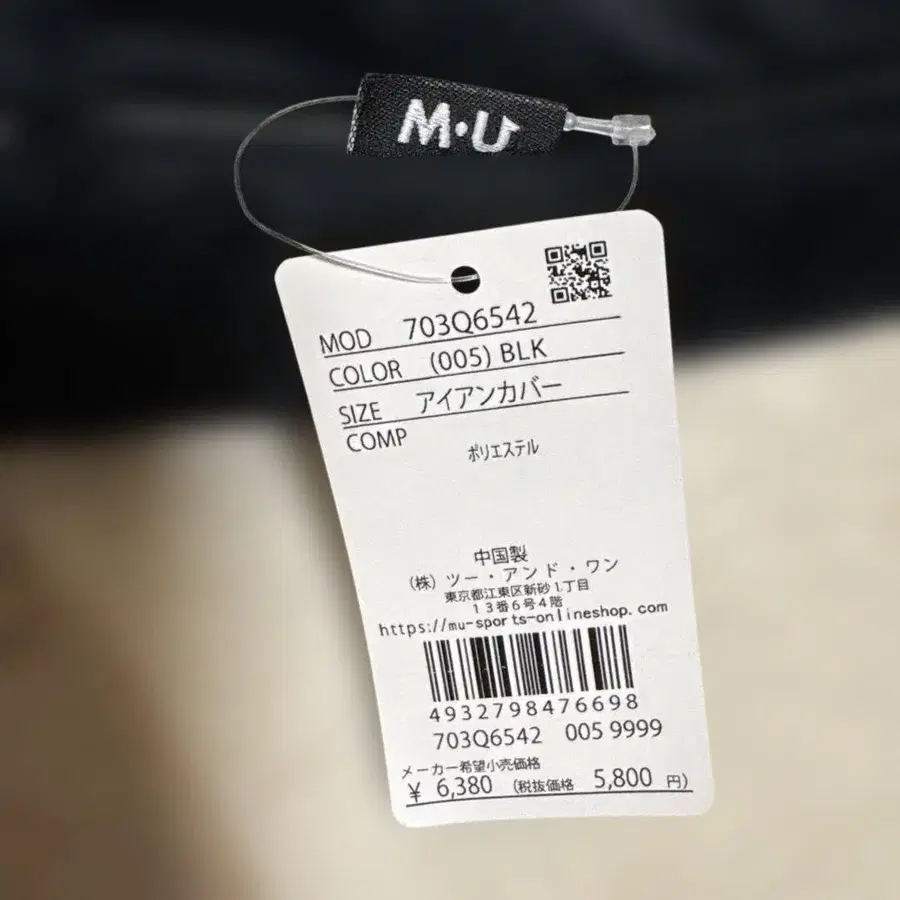 M・U
MOD 703Q6542
COLOR (005) BLK
SIZE アイアンカバー
COMP
ポリエステル
中国製
(株) ツー・アンド・ワン
東京都江東区新砂1丁目
13番6号4階
https://mu-sports-onlineshop.com
4932798476698
703Q6542 005 9999
メーカー希望小売価格
¥ 6,380 (税抜価格 5,800 円)